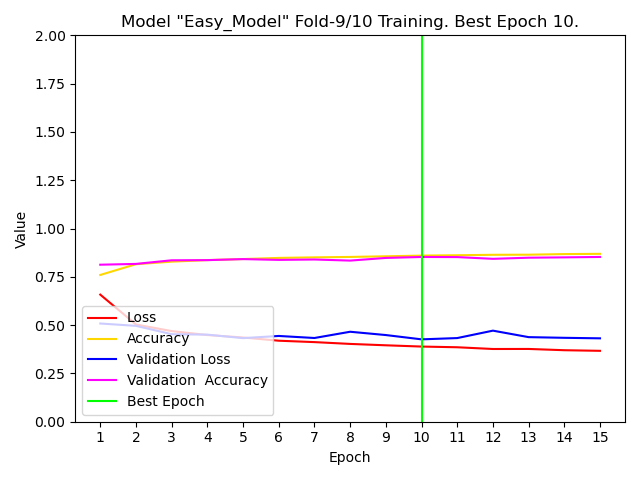 Model "Easy_Model" Fold-9/10 Training. Best Epoch 10.
2.00
1.75
1.50
1.25
1.00
0.75
0.50
0.25
0.00
Value
Loss
Accuracy
Validation Loss
Validation  Accuracy
Best Epoch
1 2 3 4 5 6 7 8 9 10 11 12 13 14 15
Epoch